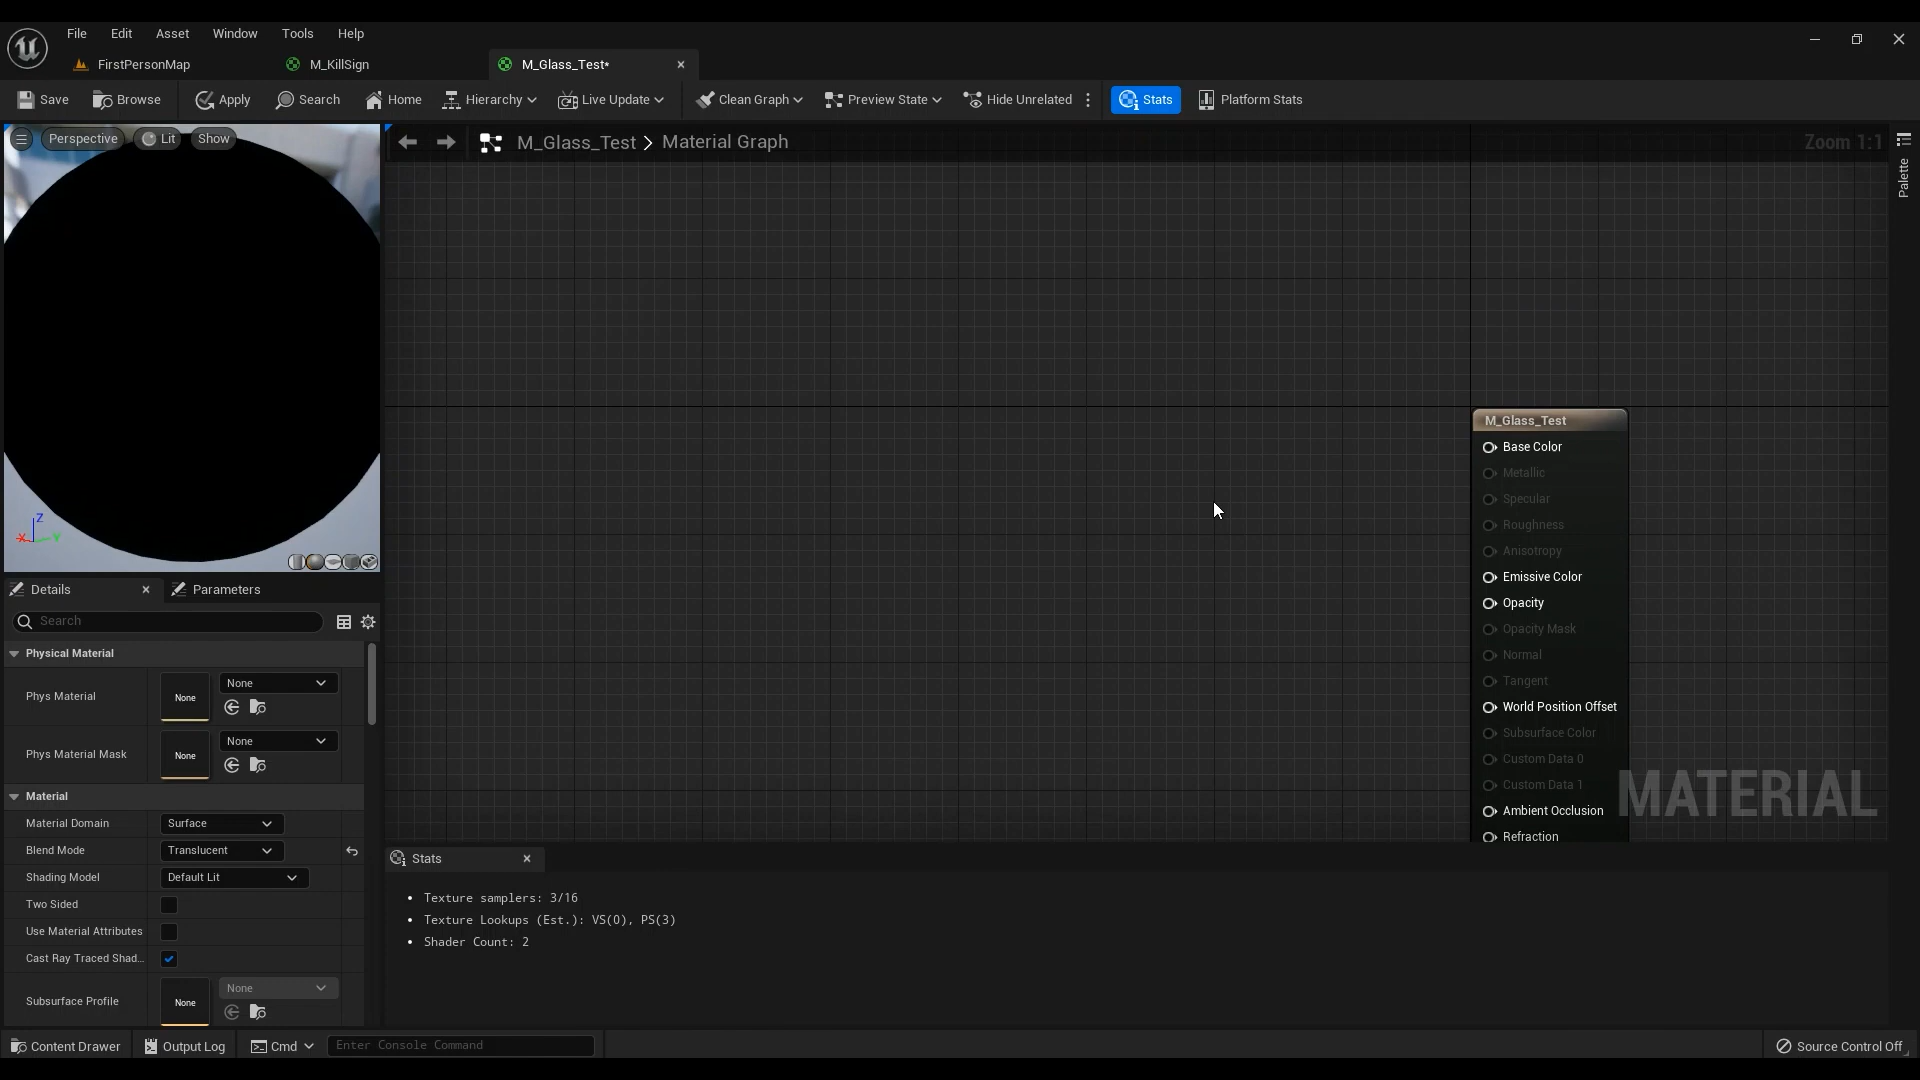 File Edit Asset Window Tools Help
FirstPersonMap M_KillSign M_Glass_Test*
Save Browse Apply Search Home Hierarchy Live Update Clean Graph Preview State Hide Unrelated Stats Platform Stats
Perspective Lit Show
M_Glass_Test > Material Graph
Zoom 1:1
Palette
Z
X Y
M_Glass_Test
Base Color
Metallic
Specular
Roughness
Anisotropy
Emissive Color
Opacity
Opacity Mask
Normal
Tangent
World Position Offset
Subsurface Color
Custom Data 0
Custom Data 1
Ambient Occlusion
Refraction
MATERIAL
Details Parameters
Search
Physical Material
Phys Material None None
Phys Material Mask None None
Material
Material Domain Surface
Blend Mode Translucent
Shading Model Default Lit
Two Sided
Use Material Attributes
Cast Ray Traced Shad...
Subsurface Profile None None
Stats
• Texture samplers: 3/16
• Texture Lookups (Est.): VS(0), PS(3)
• Shader Count: 2
Content Drawer Output Log Cmd Enter Console Command Source Control Off